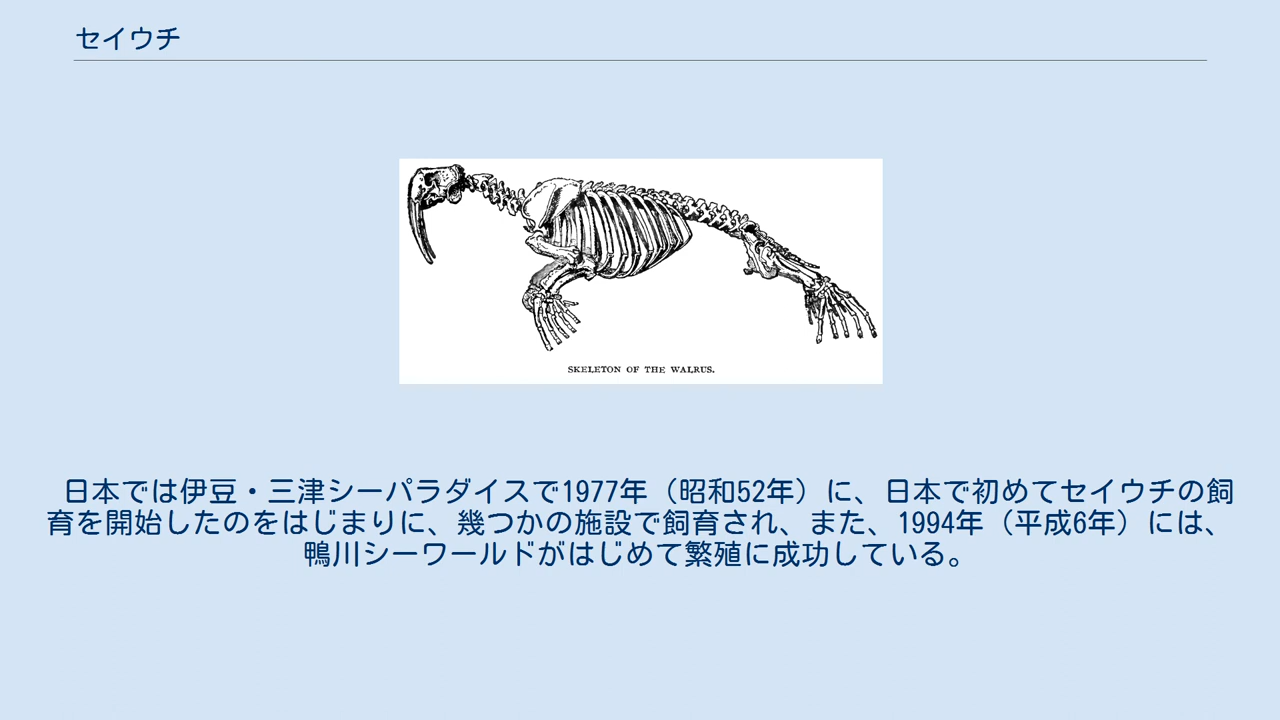 セイウチ
SKELETON OF THE WALRUS.
日本では伊豆・三津シーパラダイスで1977年（昭和52年）に、日本で初めてセイウチの飼
育を開始したのをはじまりに、幾つかの施設で飼育され、また、1994年（平成6年）には、
鴨川シーワールドがはじめて繁殖に成功している。